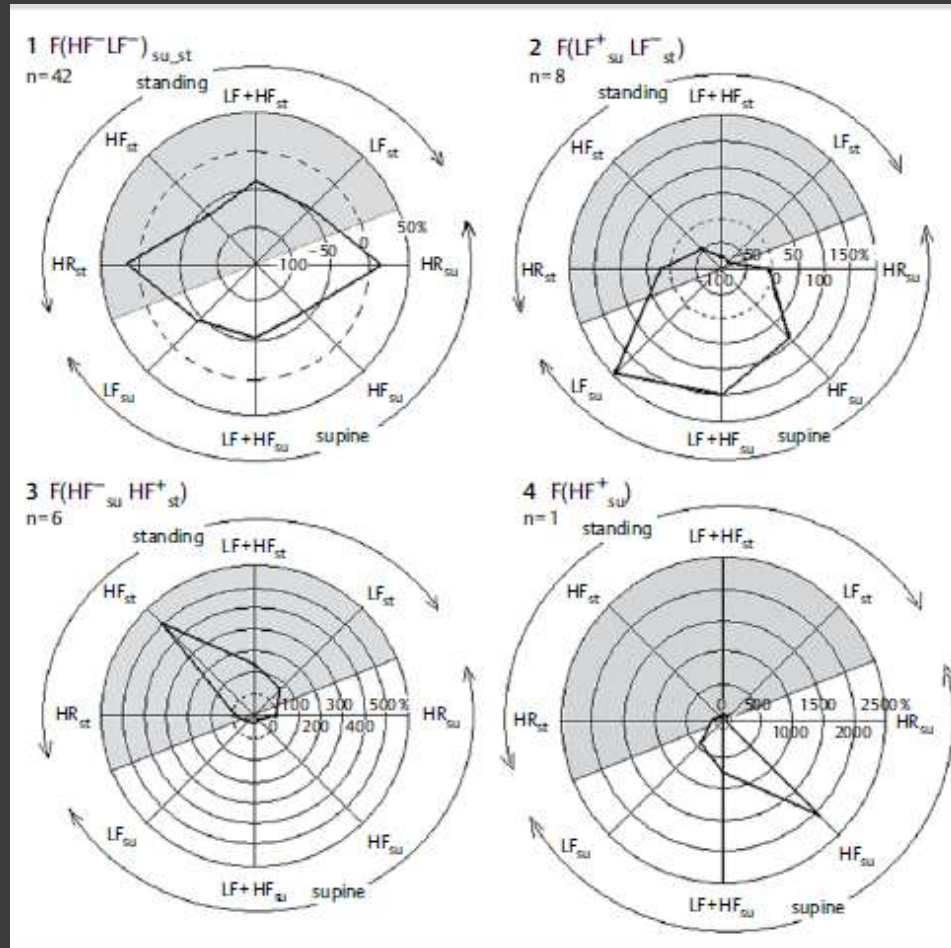 1 F(HF⁻LF⁻)su_st
n=42
standing
LF+HFst
HFst
LFst
HRst
-100 -50 0 50%
HRsu
LFsu
HFsu
LF+HFsu
supine
2 F(LF⁺su LF⁻st)
n=8
standing
LF+HFst
HFst
LFst
HRst
-50 50 150%
-100 0 100
HRsu
LFsu
HFsu
LF+HFsu
supine
3 F(HF⁻su HF⁺st)
n=6
standing
LF+HFst
HFst
LFst
HRst
-100 100 300 500%
0 200 400
HRsu
LFsu
HFsu
LF+HFsu
supine
4 F(HF⁺su)
n=1
standing
LF+HFst
HFst
LFst
HRst
0 500 1500 2500%
1000 2000
HRsu
LFsu
HFsu
LF+HFsu
supine